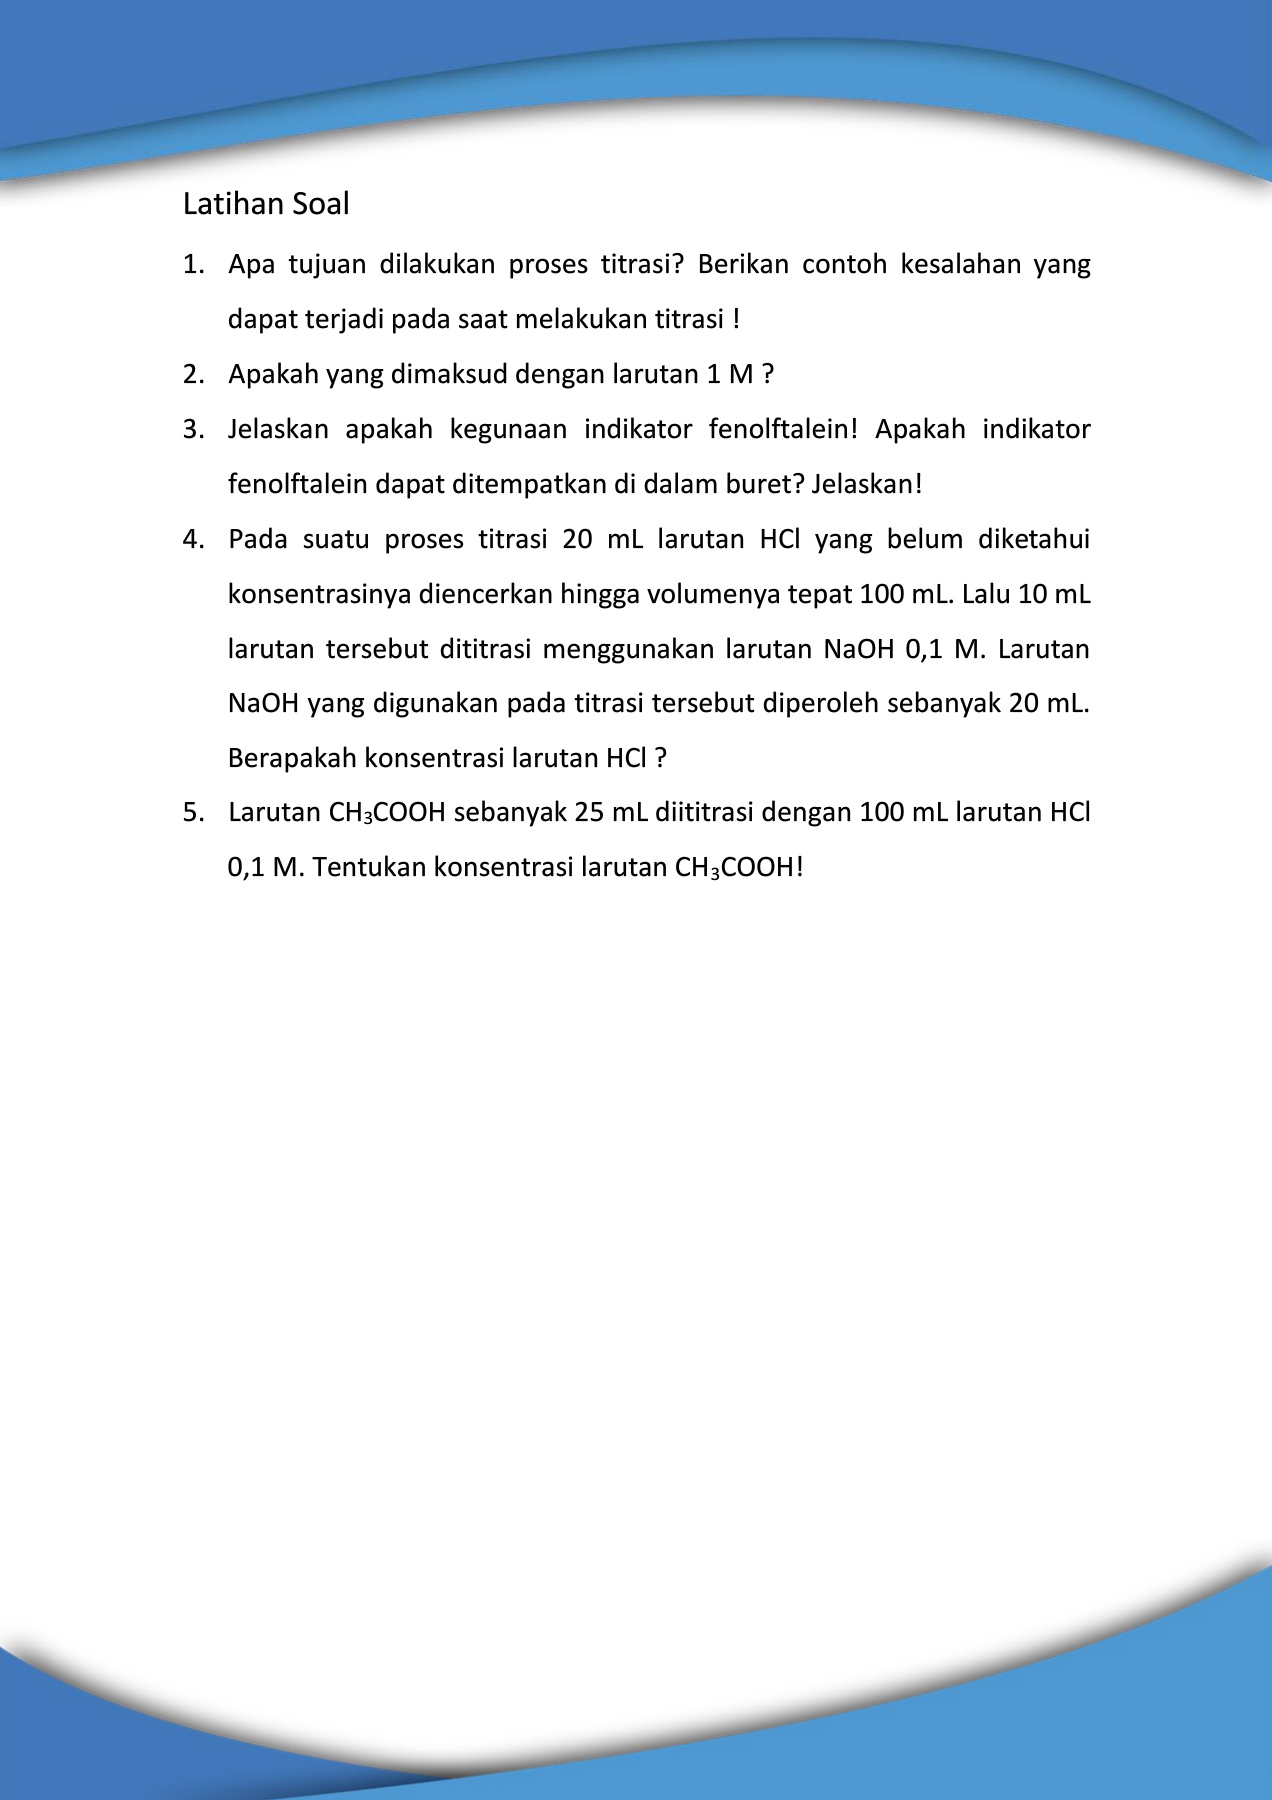 Latihan Soal
1. Apa tujuan dilakukan proses titrasi? Berikan contoh kesalahan yang
dapat terjadi pada saat melakukan titrasi !
2. Apakah yang dimaksud dengan larutan 1 M ?
3. Jelaskan apakah kegunaan indikator fenolftalein! Apakah indikator
fenolftalein dapat ditempatkan di dalam buret? Jelaskan!
4. Pada suatu proses titrasi 20 mL larutan HCl yang belum diketahui
konsentrasinya diencerkan hingga volumenya tepat 100 mL. Lalu 10 mL
larutan tersebut dititrasi menggunakan larutan NaOH 0,1 M. Larutan
NaOH yang digunakan pada titrasi tersebut diperoleh sebanyak 20 mL.
Berapakah konsentrasi larutan HCl ?
5. Larutan CH₃COOH sebanyak 25 mL diititrasi dengan 100 mL larutan HCl
0,1 M. Tentukan konsentrasi larutan CH₃COOH!